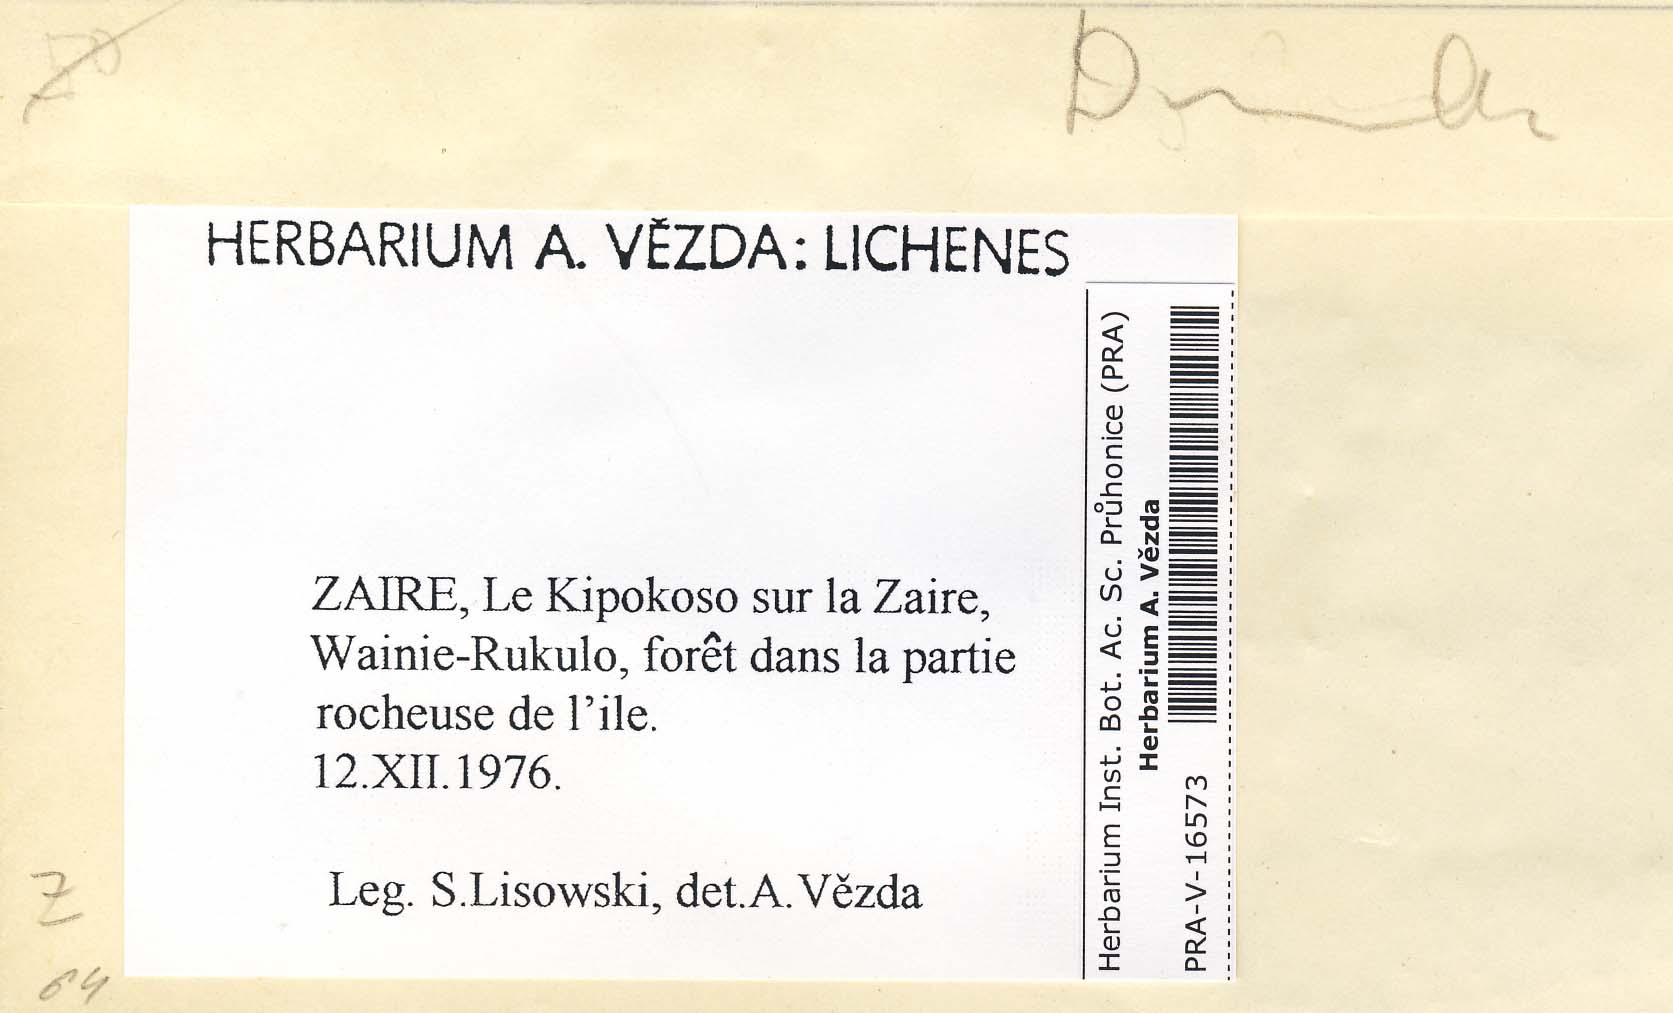 HERBARIUM A. VĚZDA: LICHENES
ZAIRE, Le Kipokoso sur la Zaire,
Wainie-Rukulo, forêt dans la partie
rocheuse de l’ile.
12.XII.1976.
Leg. S.Lisowski, det.A.Vězda
Herbarium Inst. Bot. Ac. Sc. Průhonice (PRA)
Herbarium A. Vězda
PRA-V-16573
Z
64